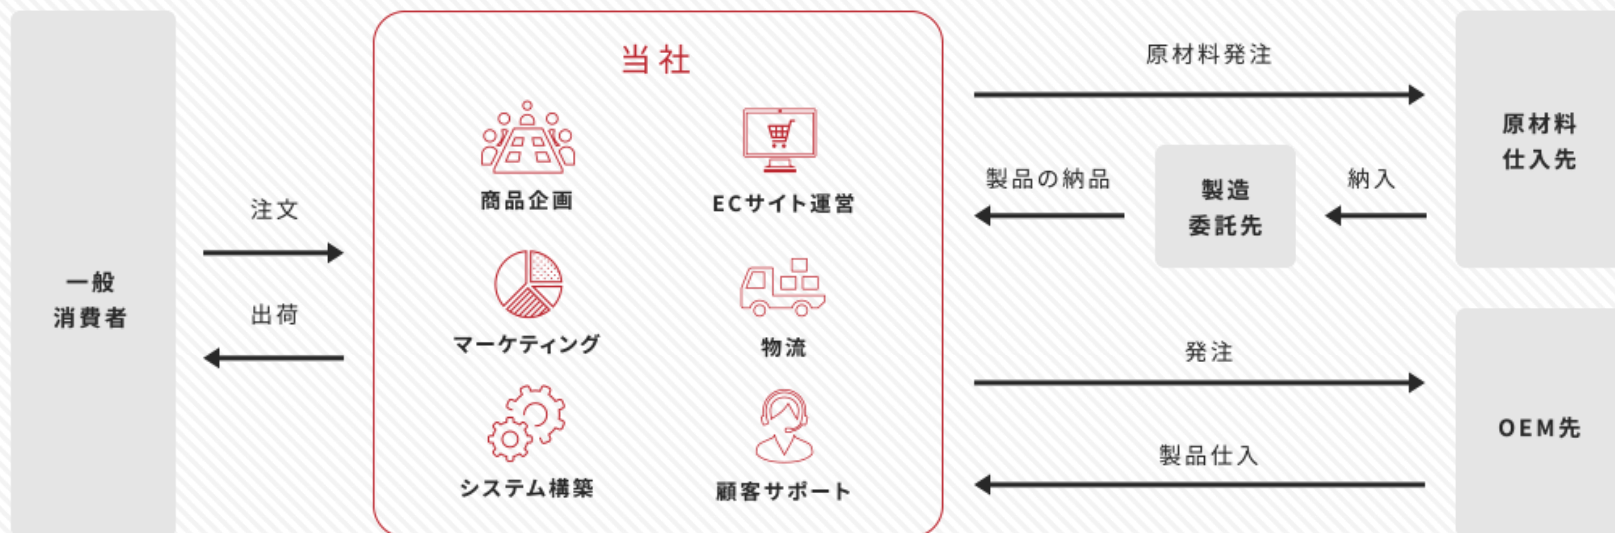 一般
消費者
注文
出荷
当社
商品企画
ECサイト運営
マーケティング
物流
システム構築
顧客サポート
原材料発注
製品の納品
製造
委託先
納入
原材料
仕入先
発注
製品仕入
OEM先